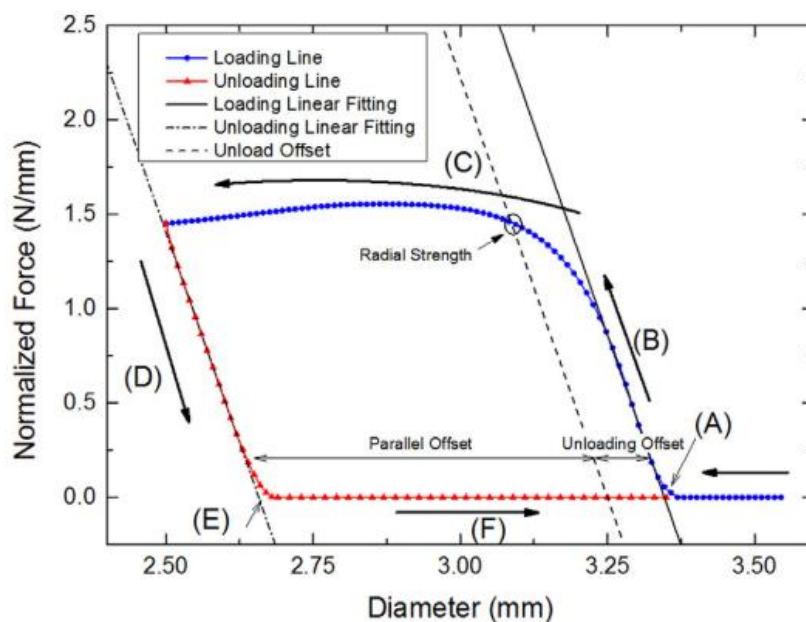 2.5
2.0
1.5
1.0
0.5
0.0
Normalized Force (N/mm)
Loading Line
Unloading Line
Loading Linear Fitting
Unloading Linear Fitting
Unload Offset
(C)
Radial Strength
(B)
(D)
Parallel Offset
Unloading Offset
(A)
(E)
(F)
2.50
2.75
3.00
3.25
3.50
Diameter (mm)